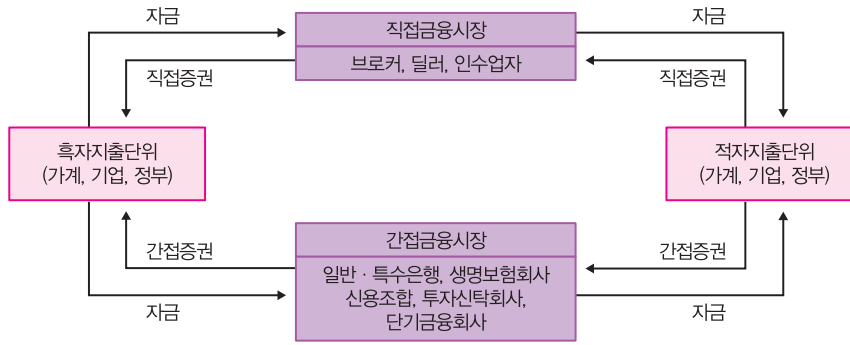 자금
직접금융시장
자금
직접증권
브로커, 딜러, 인수업자
직접증권
흑자지출단위
(가계, 기업, 정부)
적자지출단위
(가계, 기업, 정부)
간접증권
간접금융시장
간접증권
일반 · 특수은행, 생명보험회사
신용조합, 투자신탁회사,
단기금융회사
자금
자금